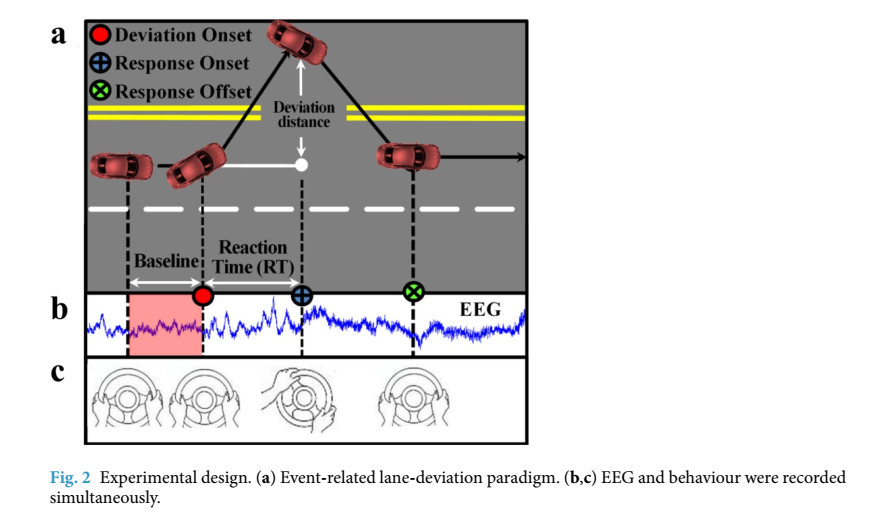 a
Deviation Onset
Response Onset
Response Offset
Deviation
distance
Baseline
Reaction
Time (RT)
b
EEG
c
Fig. 2 Experimental design. (a) Event-related lane-deviation paradigm. (b,c) EEG and behaviour were recorded
simultaneously.